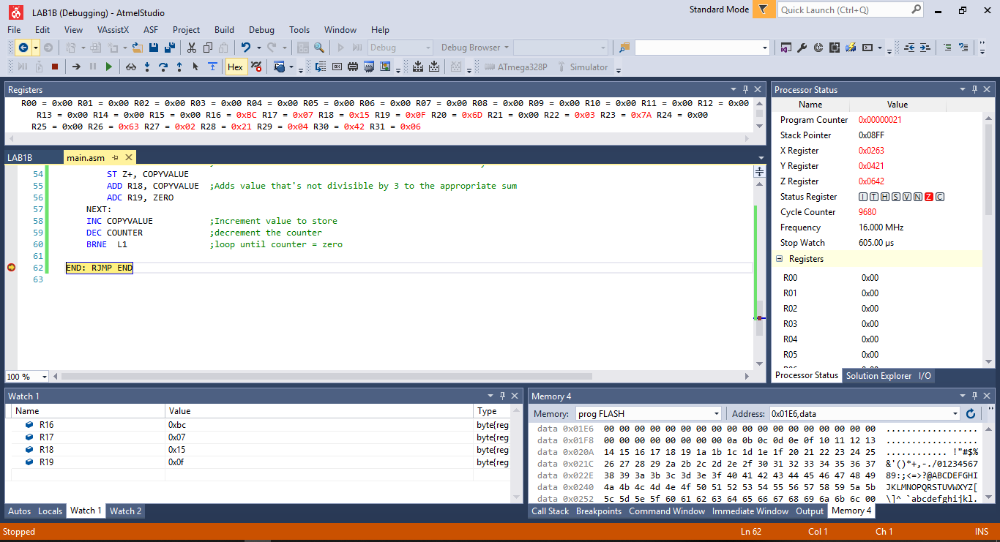 LAB1B (Debugging) - AtmelStudio
Standard Mode
Quick Launch (Ctrl+Q)
File Edit View VAssistX ASF Project Build Debug Tools Window Help
Debug
Debug Browser
Hex
ATmega328P
Simulator
Registers
R00 = 0x00 R01 = 0x00 R02 = 0x00 R03 = 0x00 R04 = 0x00 R05 = 0x00 R06 = 0x00 R07 = 0x00 R08 = 0x00 R09 = 0x00 R10 = 0x00 R11 = 0x00 R12 = 0x00
R13 = 0x00 R14 = 0x00 R15 = 0x00 R16 = 0xBC R17 = 0x07 R18 = 0x15 R19 = 0x0F R20 = 0x6D R21 = 0x00 R22 = 0x03 R23 = 0x7A R24 = 0x00
R25 = 0x00 R26 = 0x63 R27 = 0x02 R28 = 0x21 R29 = 0x04 R30 = 0x42 R31 = 0x06
LAB1B main.asm
54 ST Z+, COPYVALUE
55 ADD R18, COPYVALUE ;Adds value that's not divisible by 3 to the appropriate sum
56 ADC R19, ZERO
57 NEXT:
58 INC COPYVALUE ;Increment value to store
59 DEC COUNTER ;decrement the counter
60 BRNE L1 ;loop until counter = zero
61
62 END: RJMP END
63
100 %
Processor Status
Name Value
Program Counter 0x00000021
Stack Pointer 0x08FF
X Register 0x0263
Y Register 0x0421
Z Register 0x0642
Status Register I T H S V N Z C
Cycle Counter 9680
Frequency 16.000 MHz
Stop Watch 605.00 µs
Registers
R00 0x00
R01 0x00
R02 0x00
R03 0x00
R04 0x00
R05 0x00
Processor Status Solution Explorer I/O
Watch 1
Name Value Type
R16 0xbc byte{reg
R17 0x07 byte{reg
R18 0x15 byte{reg
R19 0x0f byte{reg
Autos Locals Watch 1 Watch 2
Memory 4
Memory: prog FLASH Address: 0x01E6,data
data 0x01E6 00 00 00 00 00 00 00 00 00 00 00 00 00 00 00 00 00 00 ..................
data 0x01F8 00 00 00 00 00 00 00 00 0a 0b 0c 0d 0e 0f 10 11 12 13 ..................
data 0x020A 14 15 16 17 18 19 1a 1b 1c 1d 1e 1f 20 21 22 23 24 25 ............ !"#$%
data 0x021C 26 27 28 29 2a 2b 2c 2d 2e 2f 30 31 32 33 34 35 36 37 &'()*+,-./01234567
data 0x022E 38 39 3a 3b 3c 3d 3e 3f 40 41 42 43 44 45 46 47 48 49 89:;<=>?@ABCDEFGHI
data 0x0240 4a 4b 4c 4d 4e 4f 50 51 52 53 54 55 56 57 58 59 5a 5b JKLMNOPQRSTUVWXYZ[
data 0x0252 5c 5d 5e 5f 60 61 62 63 64 65 66 67 68 69 6a 6b 6c 00 \]^_`abcdefghijkl.
Call Stack Breakpoints Command Window Immediate Window Output Memory 4
Stopped Ln 62 Col 1 Ch 1 INS